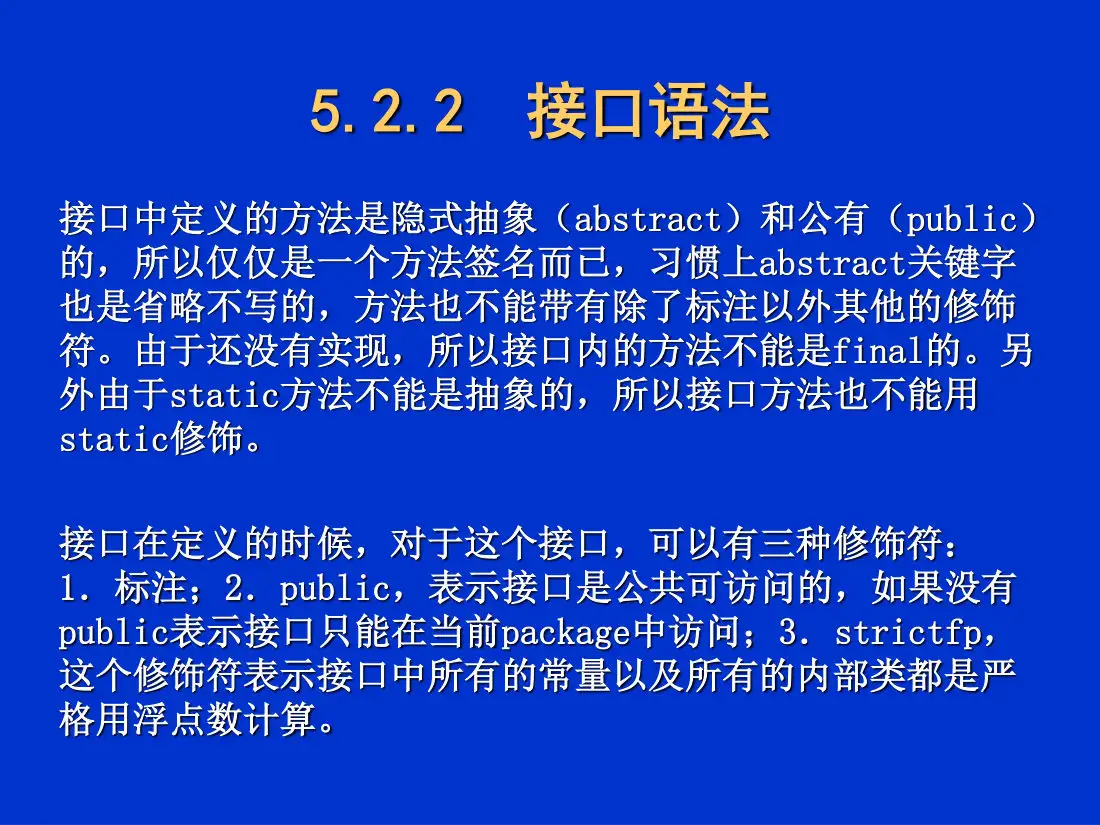 5.2.2 接口语法
接口中定义的方法是隐式抽象（abstract）和公有（public）
的，所以仅仅是一个方法签名而已，习惯上abstract关键字
也是省略不写的，方法也不能带有除了标注以外其他的修饰
符。由于还没有实现，所以接口内的方法不能是final的。另
外由于static方法不能是抽象的，所以接口方法也不能用
static修饰。
接口在定义的时候，对于这个接口，可以有三种修饰符：
1．标注；2．public，表示接口是公共可访问的，如果没有
public表示接口只能在当前package中访问；3．strictfp，
这个修饰符表示接口中所有的常量以及所有的内部类都是严
格用浮点数计算。